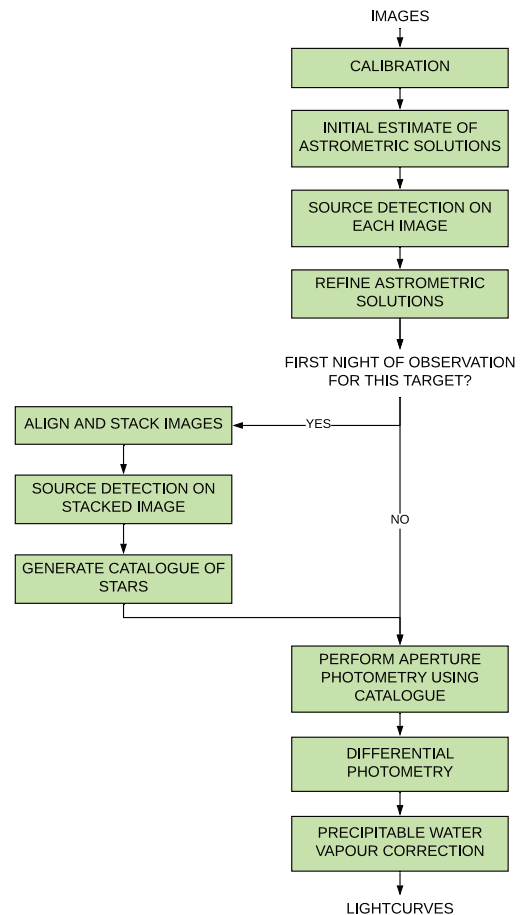 IMAGES
CALIBRATION
INITIAL ESTIMATE OF
ASTROMETRIC SOLUTIONS
SOURCE DETECTION ON
EACH IMAGE
REFINE ASTROMETRIC
SOLUTIONS
FIRST NIGHT OF OBSERVATION
FOR THIS TARGET?
YES
ALIGN AND STACK IMAGES
SOURCE DETECTION ON
STACKED IMAGE
GENERATE CATALOGUE OF
STARS
NO
PERFORM APERTURE
PHOTOMETRY USING
CATALOGUE
DIFFERENTIAL
PHOTOMETRY
PRECIPITABLE WATER
VAPOUR CORRECTION
LIGHTCURVES